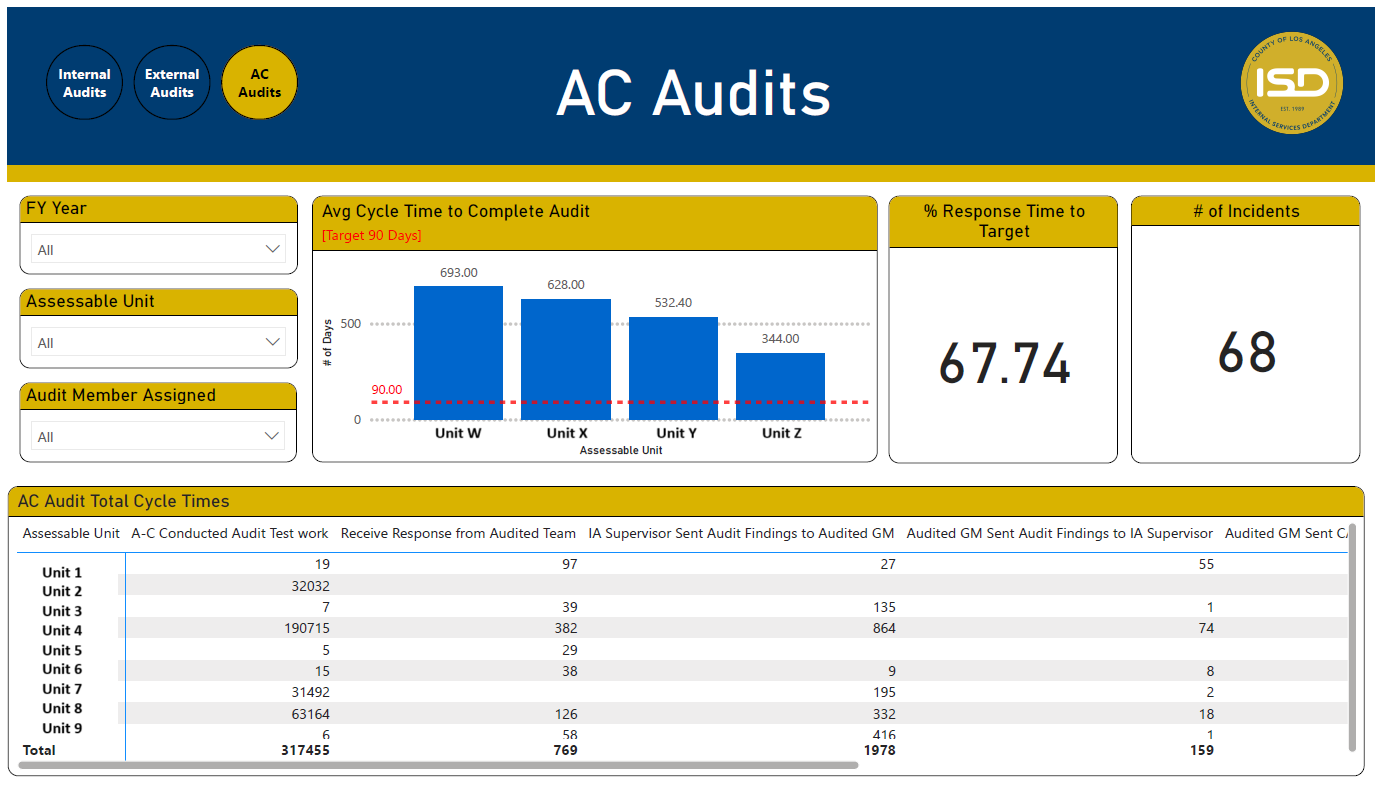 Internal Audits
External Audits
AC Audits
AC Audits
COUNTY OF LOS ANGELES
ISD
EST. 1989
INTERNAL SERVICES DEPARTMENT
FY Year
All
Assessable Unit
All
Audit Member Assigned
All
Avg Cycle Time to Complete Audit
[Target 90 Days]
# of Days
500
0
90.00
693.00
628.00
532.40
344.00
Unit W Unit X Unit Y Unit Z
Assessable Unit
% Response Time to
Target
67.74
# of Incidents
68
AC Audit Total Cycle Times
Assessable Unit A-C Conducted Audit Test work Receive Response from Audited Team IA Supervisor Sent Audit Findings to Audited GM Audited GM Sent Audit Findings to IA Supervisor Audited GM Sent
Unit 1 19 97 27 55
Unit 2 32032
Unit 3 7 39 135 1
Unit 4 190715 382 864 74
Unit 5 5 29
Unit 6 15 38 9 8
Unit 7 31492 195 2
Unit 8 63164 126 332 18
Unit 9 6 58 416 1
Total 317455 769 1978 159